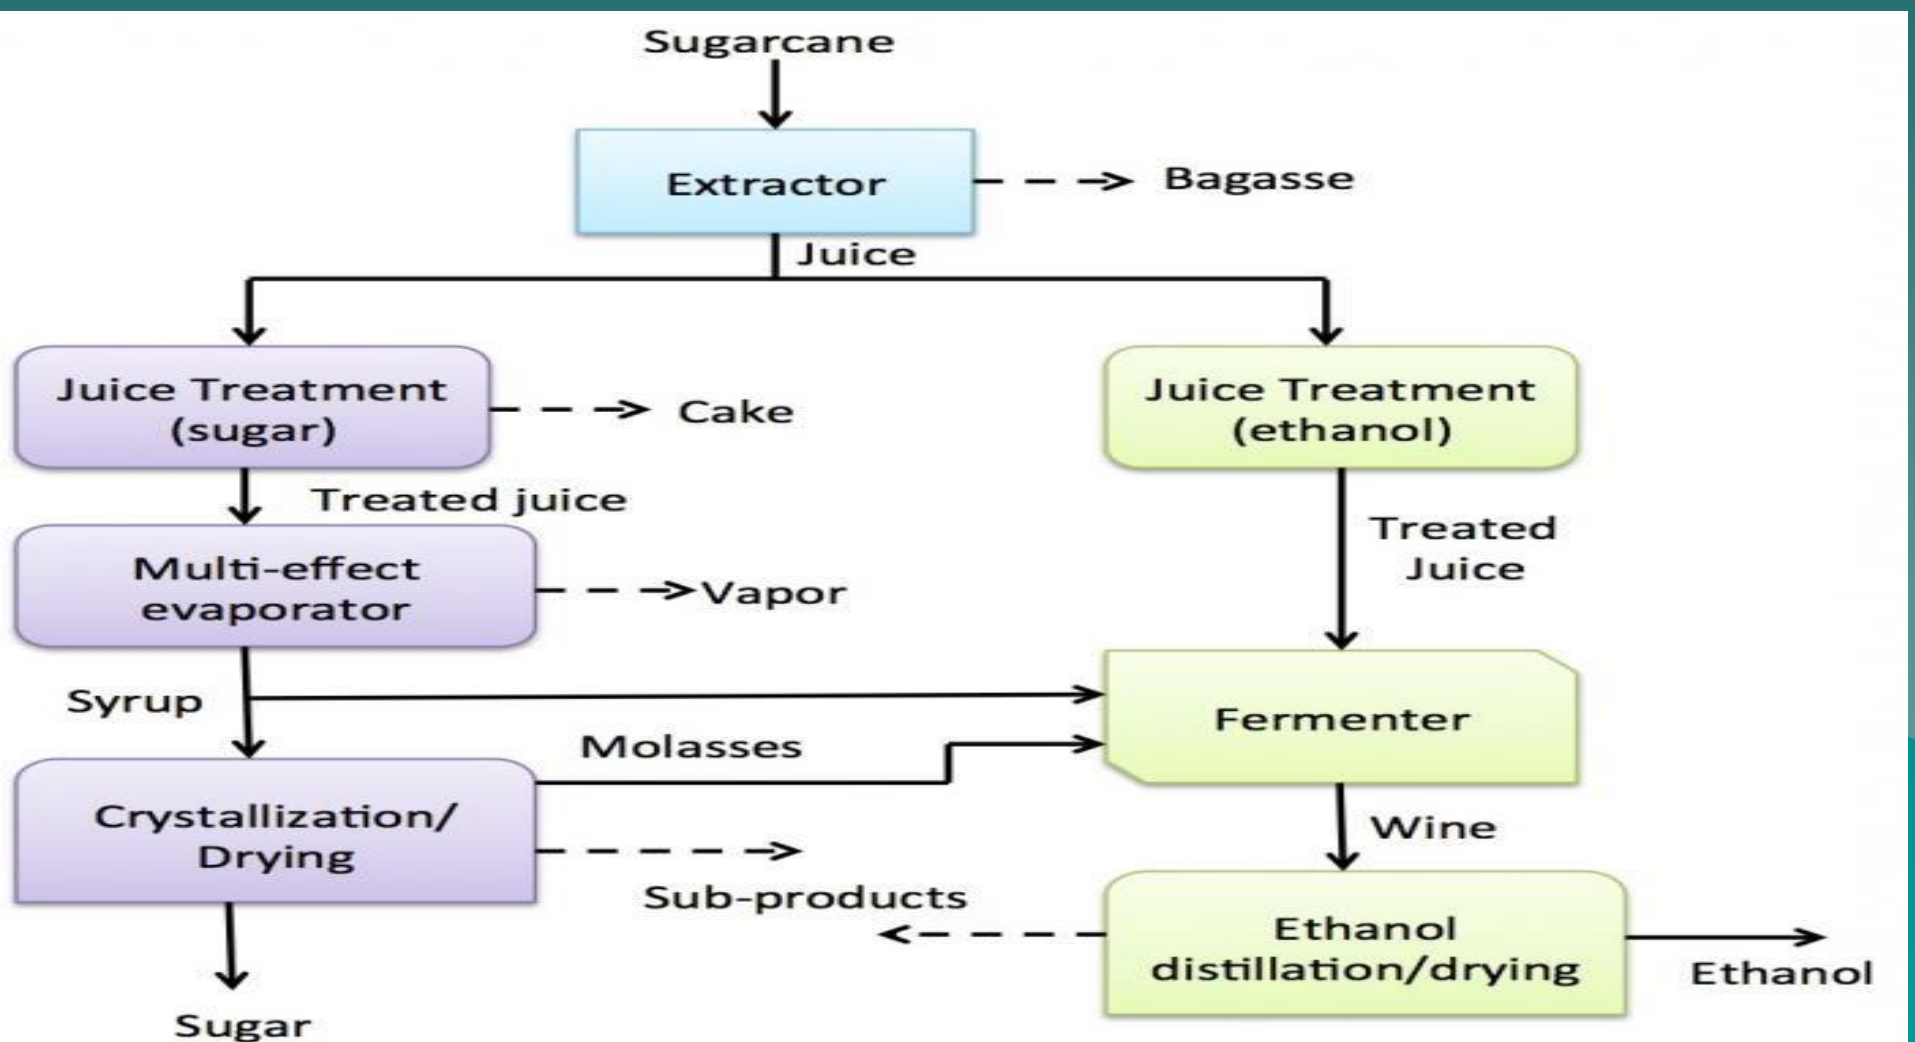 Sugarcane
Extractor
Bagasse
Juice
Juice Treatment
(sugar)
Cake
Juice Treatment
(ethanol)
Treated juice
Treated
Juice
Multi-effect
evaporator
Vapor
Syrup
Fermenter
Molasses
Crystallization/
Drying
Wine
Sub-products
Ethanol
distillation/drying
Ethanol
Sugar